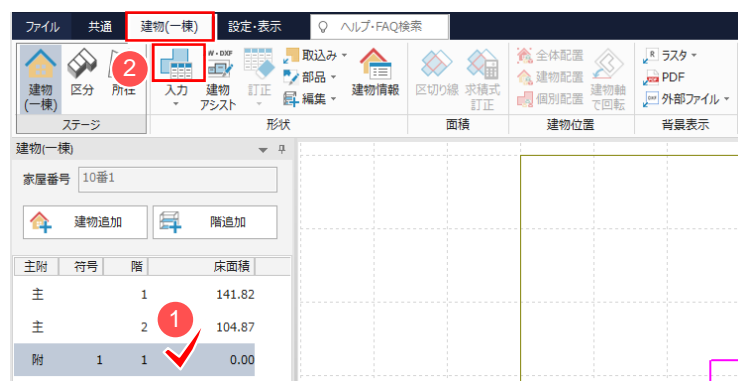 ファイル 共通 建物(一棟) 設定・表示 ヘルプ・FAQ検索
建物(一棟) 区分 所在 2 入力 W・DXF 建物アシスト 訂正 取込み 部品 編集 建物情報 区切り線 求積式訂正 全体配置 建物配置 個別配置 建物軸で回転 R ラスタ PDF PDF DXF 外部ファイル
ステージ 形状 面積 建物位置 背景表示
建物(一棟)
家屋番号 10番1
建物追加 階追加
主附 符号 階 床面積
主 1 141.82
主 2 1 104.87
附 1 1 0.00